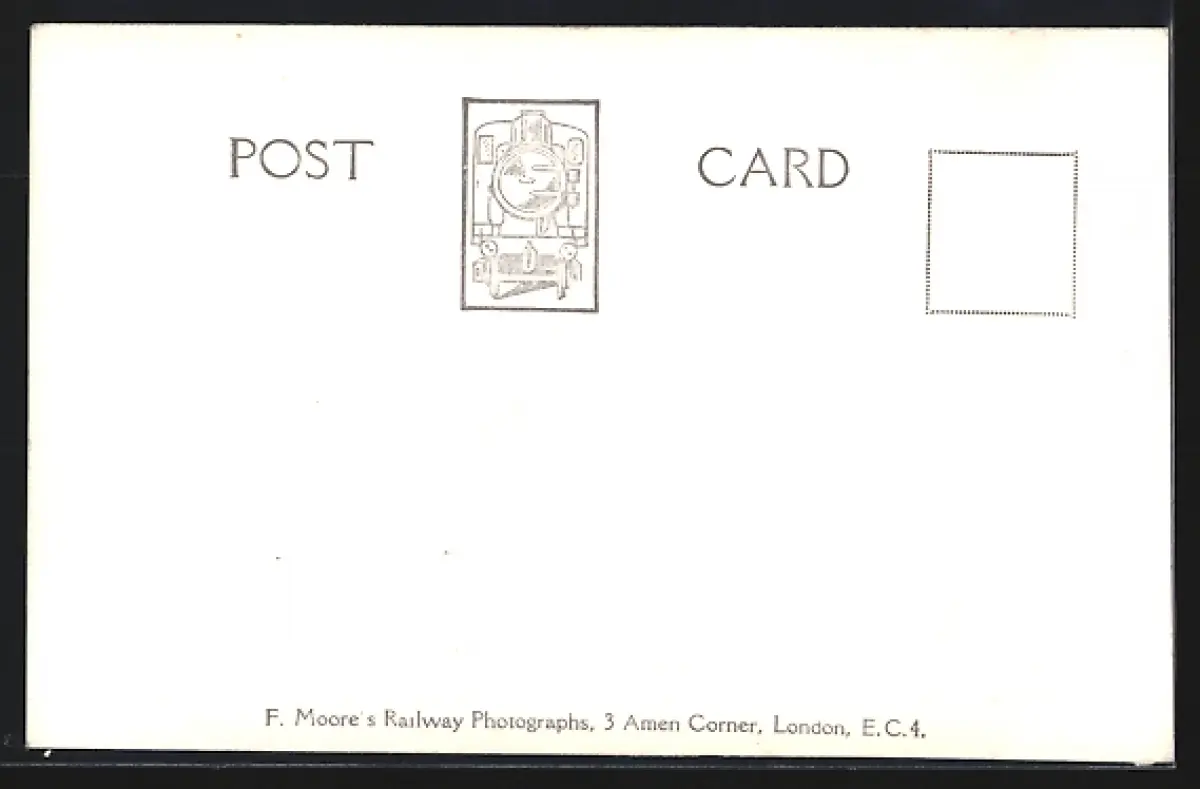 POST CARD
F. Moore's Railway Photographs, 3 Amen Corner, London, E.C.4.